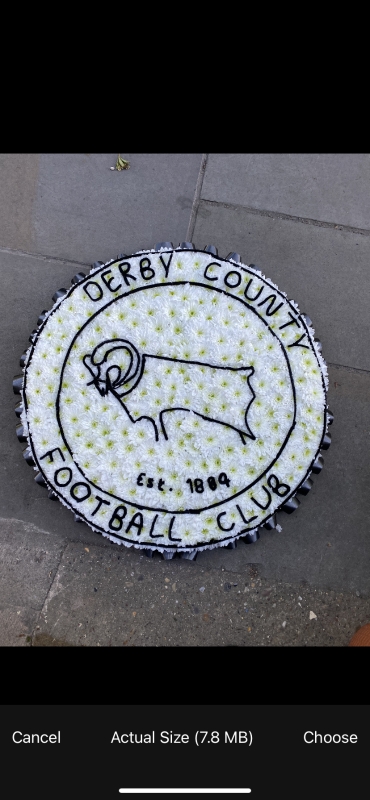 DERBY COUNTY
Est. 1884
FOOTBALL CLUB
Cancel
Actual Size (7.8 MB)
Choose